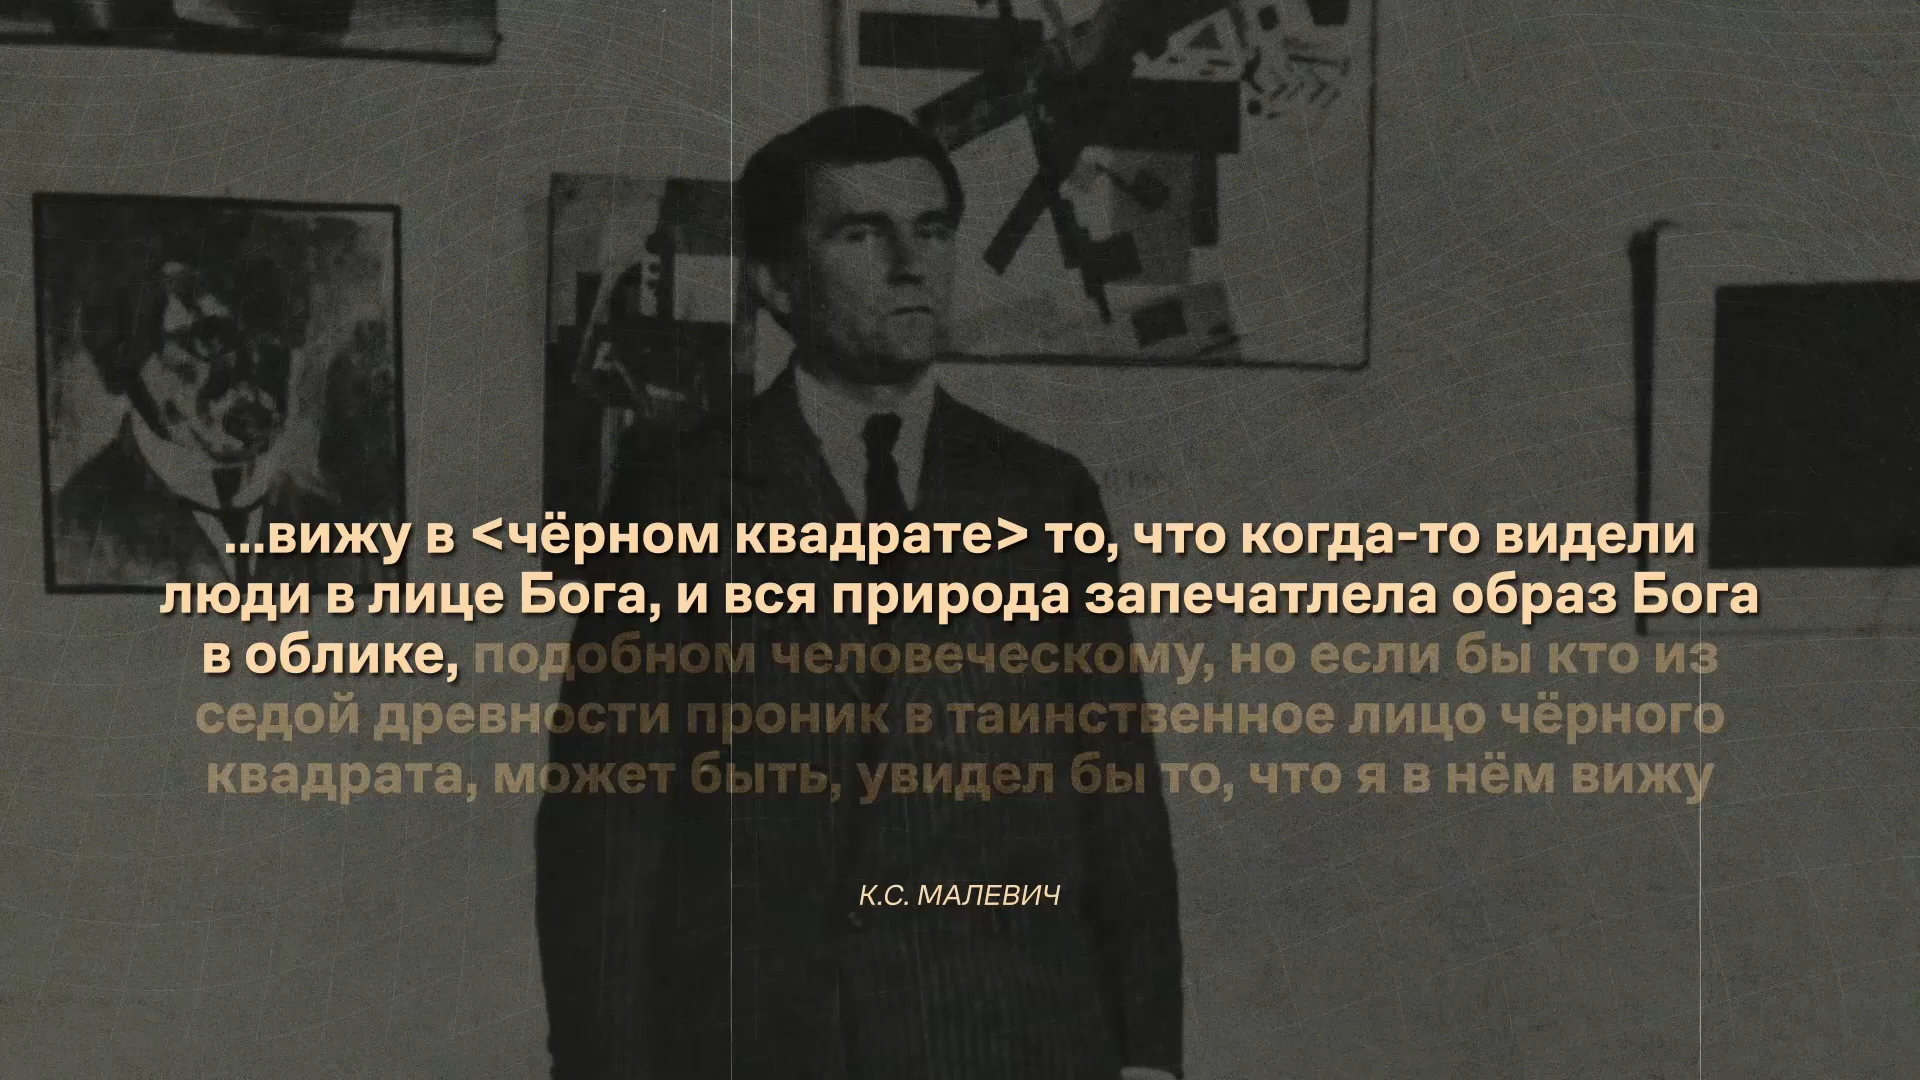 ...вижу в <чёрном квадрате> то, что когда-то видели
люди в лице Бога, и вся природа запечатлела образ Бога
в облике, подобном человеческому, но если бы кто из
седой древности проник в таинственное лицо чёрного
квадрата, может быть, увидел бы то, что я в нём вижу
К.С. МАЛЕВИЧ